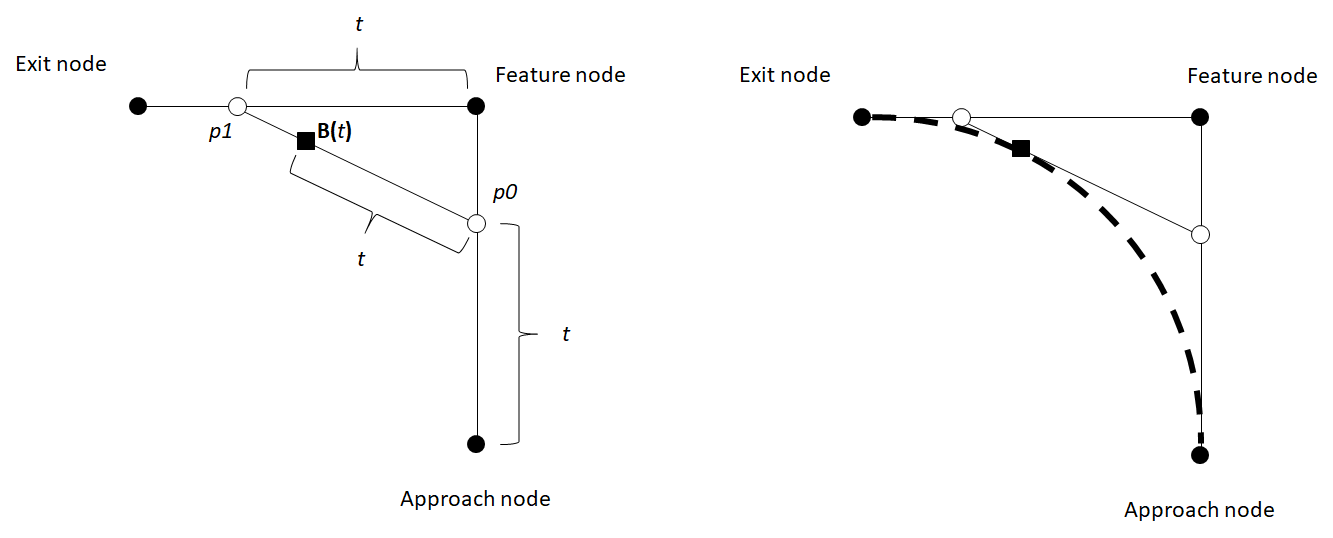 t
Exit node
Feature node
p1
B(t)
p0
t
t
Approach node
Exit node
Feature node
Approach node